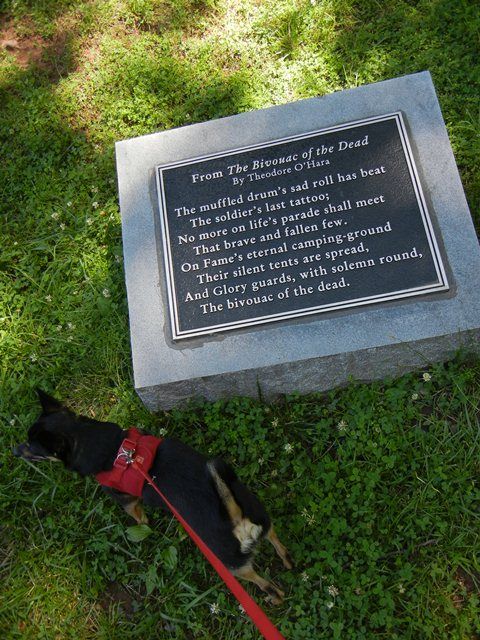 From The Bivouac of the Dead
By Theodore O'Hara
The muffled drum's sad roll has beat
The soldier's last tattoo;
No more on life's parade shall meet
That brave and fallen few.
On Fame's eternal camping-ground
Their silent tents are spread,
And Glory guards, with solemn round,
The bivouac of the dead.